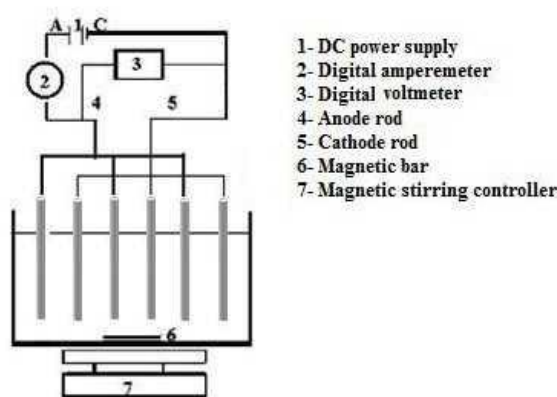 A 1 C
2
3
4
5
6
7
1- DC power supply
2- Digital amperemeter
3- Digital voltmeter
4- Anode rod
5- Cathode rod
6- Magnetic bar
7- Magnetic stirring controller